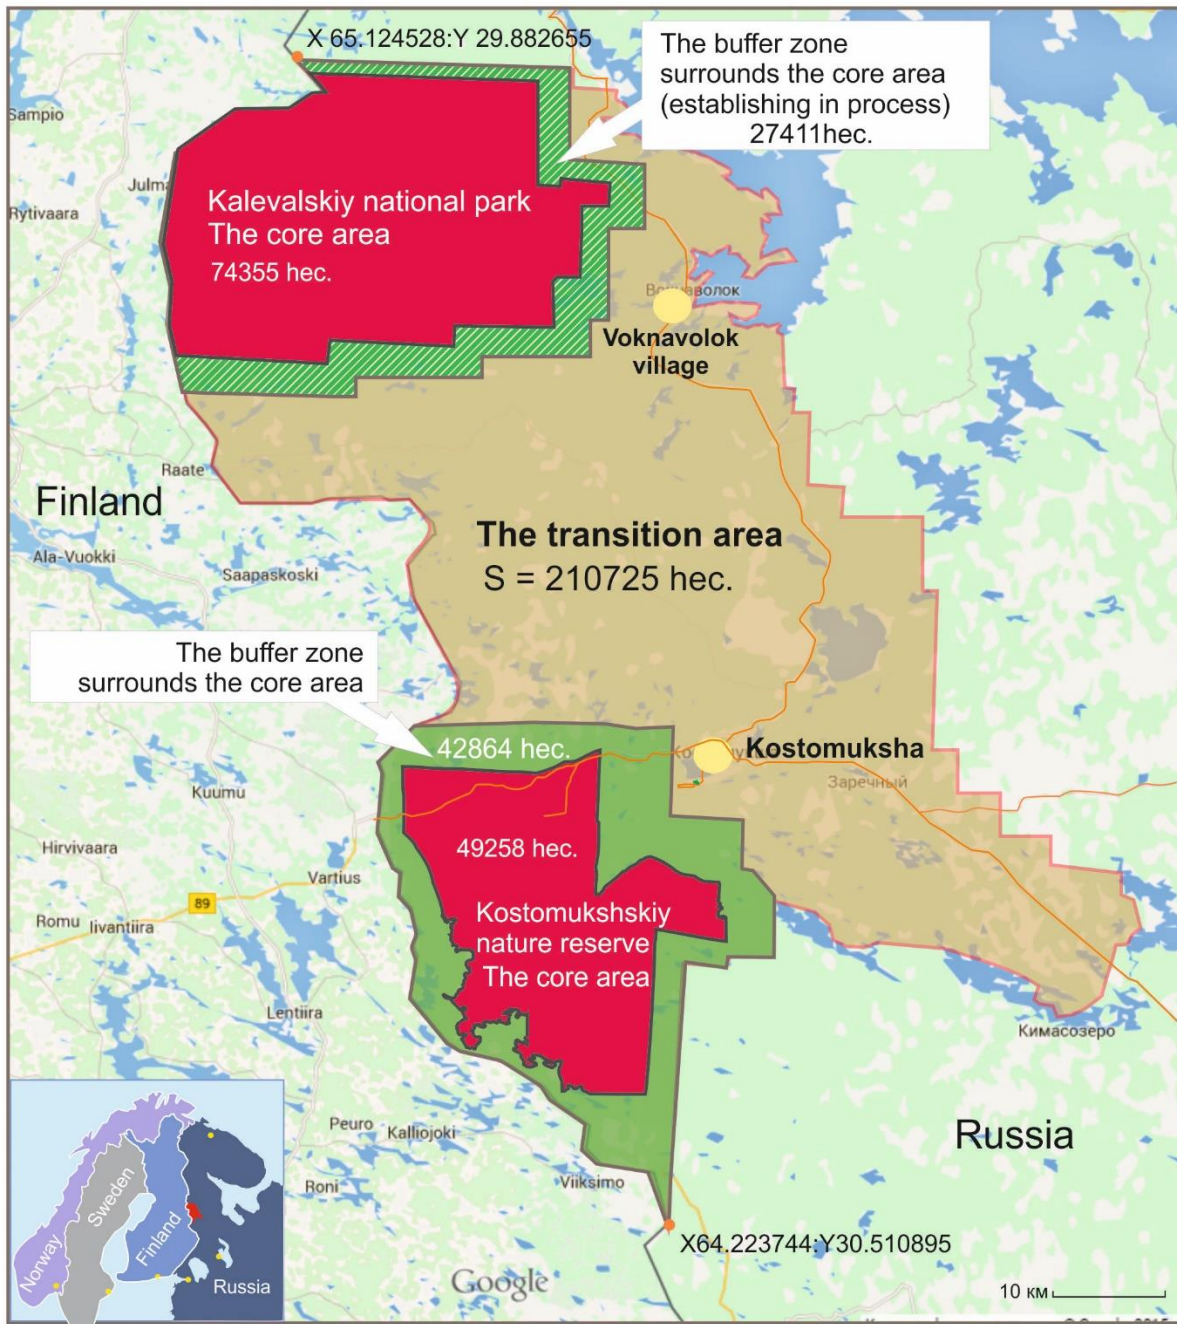 X 65.124528:Y 29.882655
The buffer zone
surrounds the core area
(establishing in process)
27411hec.
Sampio
Rytivaara
Kalevalskiy national park
The core area
74355 hec.
Voknavolok
village
Raate
Finland
Ala-Vuokki
Saapaskoski
The transition area
S = 210725 hec.
The buffer zone
surrounds the core area
42864 hec.
Kostomuksha
Заречный
Kuumu
Hirvivaara
Vartius
89
Romu
Iivantiira
49258 hec.
Kostomukshskiy
nature reserve
The core area
Lentiira
Кимасозеро
Peuro
Kalliojoki
Russia
Roni
Viiksimo
X64.223744:Y30.510895
Norway
Sweden
Finland
Russia
Google
10 км